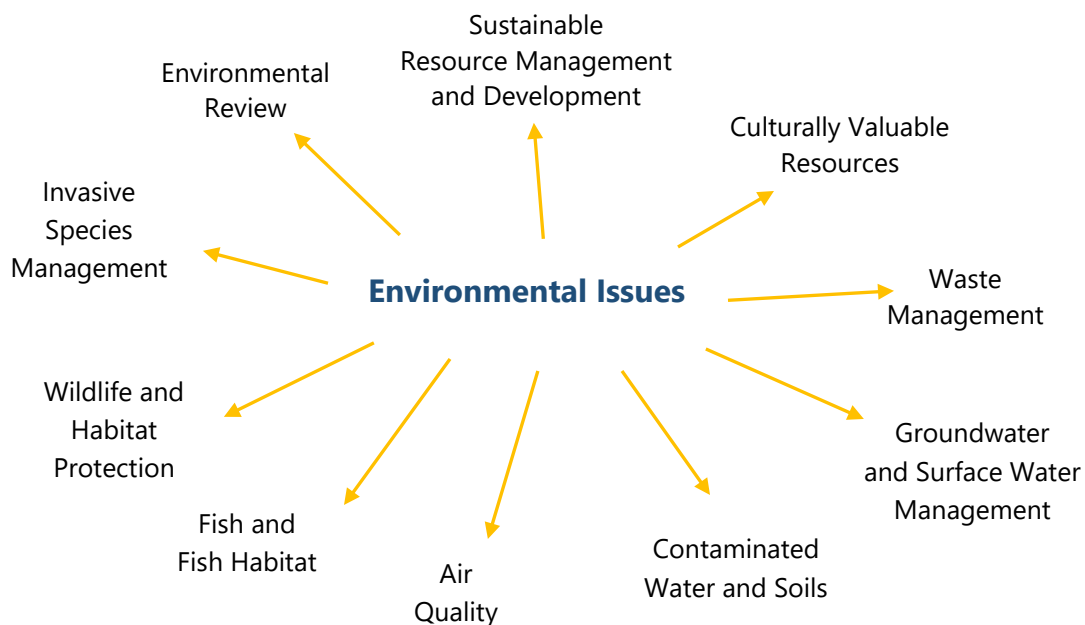 Sustainable
Resource Management
and Development
Environmental
Review
Culturally Valuable
Resources
Invasive
Species
Management
Environmental Issues
Waste
Management
Wildlife and
Habitat
Protection
Groundwater
and Surface Water
Management
Fish and
Fish Habitat
Air
Quality
Contaminated
Water and Soils